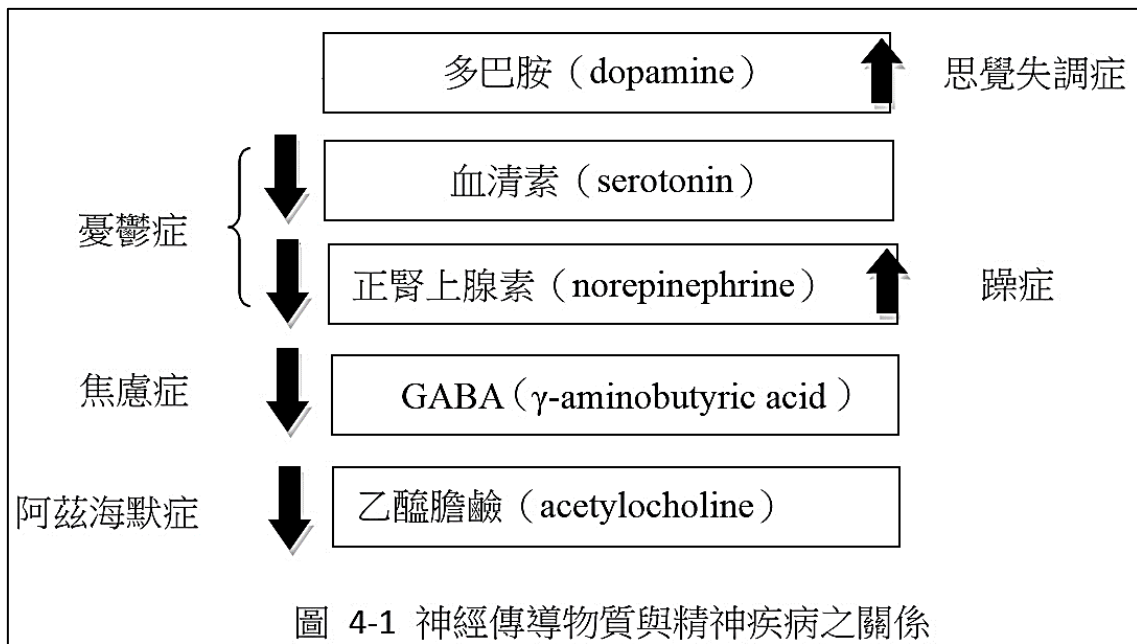 多巴胺（dopamine） 思覺失調症
血清素（serotonin）
憂鬱症
正腎上腺素（norepinephrine） 躁症
焦慮症 GABA（γ-aminobutyric acid）
阿茲海默症 乙醯膽鹼（acetylocholine）
圖 4-1 神經傳導物質與精神疾病之關係